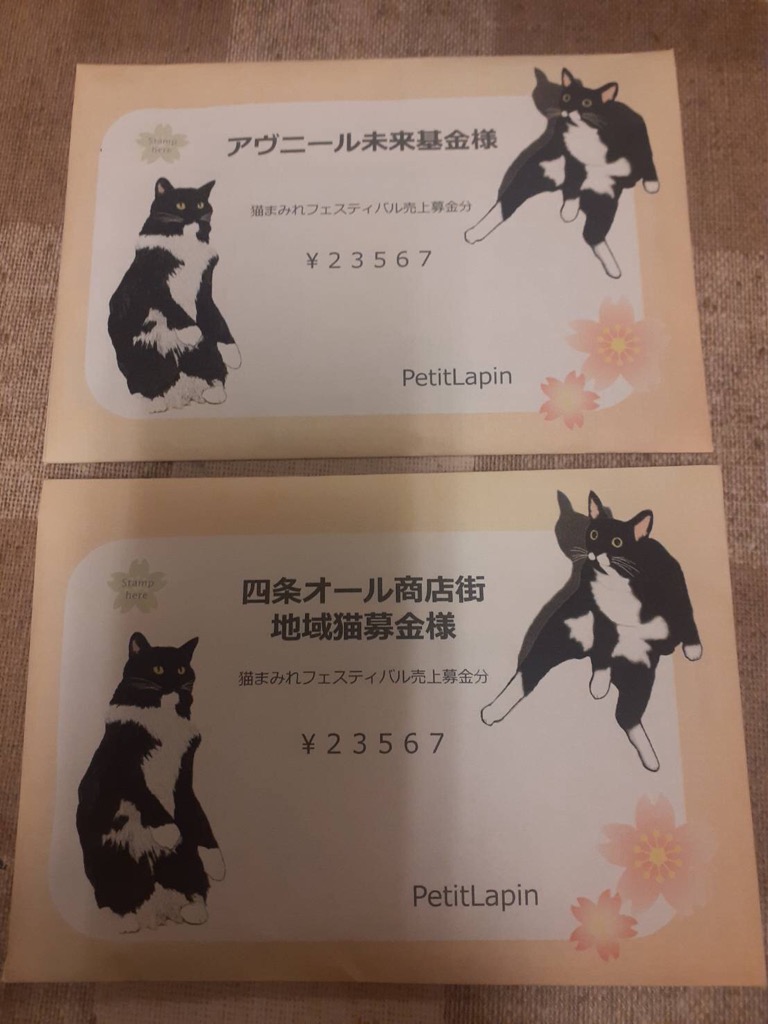 Stamp
here
アヴニール未来基金様
猫まみれフェスティバル売上募金分
￥２３５６７
PetitLapin
Stamp
here
四条オール商店街
地域猫募金様
猫まみれフェスティバル売上募金分
￥２３５６７
PetitLapin